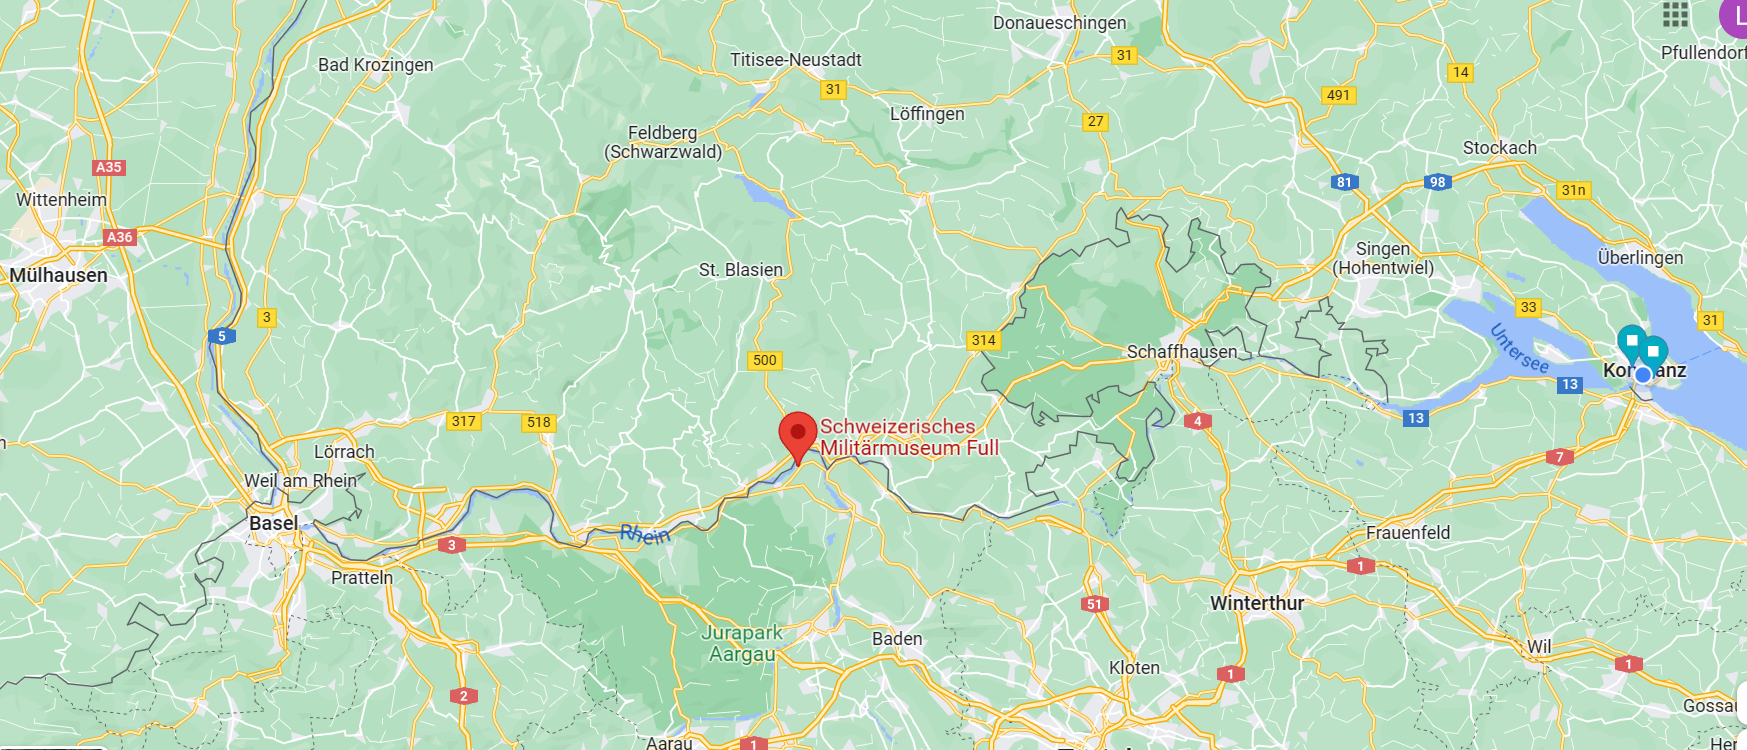 Donaueschingen
Pfullendorf
Titisee-Neustadt
Bad Krozingen
31
14
31
491
Löffingen
27
Feldberg
(Schwarzwald)
Stockach
A35
81
98
31n
Wittenheim
A36
Singen
(Hohentwiel)
Überlingen
Mülhausen
St. Blasien
33
3
31
5
314
Untersee
Schaffhausen
500
Konstanz
13
13
317
518
4
Schweizerisches
Militärmuseum Full
Lörrach
7
Weil am Rhein
Basel
Rhein
Frauenfeld
3
1
Pratteln
51
Winterthur
Jurapark
Aargau
Baden
Wil
Kloten
1
1
2
Gossau
Aarau
1
Her
L